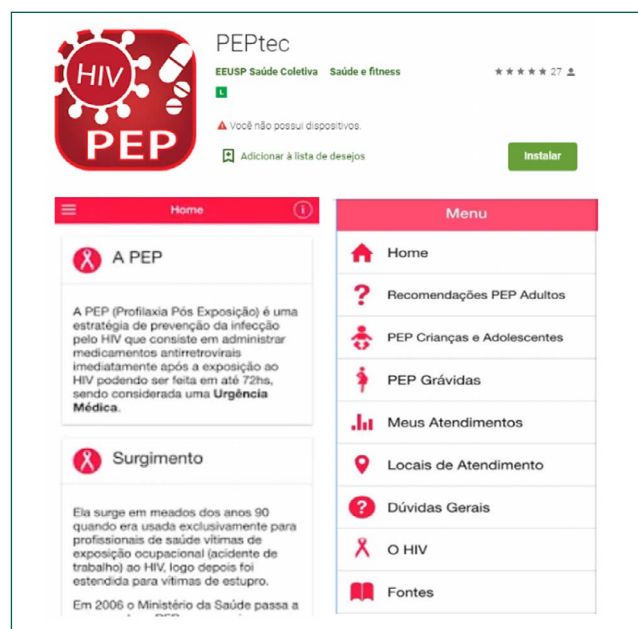 HIV
PEP
PEPtec
EEUSP Saúde Coletiva Saúde e fitness
27
L
Você não possui dispositivos.
Adicionar à lista de desejos
Instalar
Home
A PEP
A PEP (Profilaxia Pós Exposição) é uma
estratégia de prevenção da infecção
pelo HIV que consiste em administrar
medicamentos antirretrovirais
imediatamente após a exposição ao
HIV podendo ser feita em até 72hs,
sendo considerada uma Urgência
Médica.
Surgimento
Ela surge em meados dos anos 90
quando era usada exclusivamente para
profissionais de saúde vítimas de
exposição ocupacional (acidente de
trabalho) ao HIV, logo depois foi
estendida para vítimas de estupro.
Em 2006 o Ministério da Saúde passa a
Menu
Home
Recomendações PEP Adultos
PEP Crianças e Adolescentes
PEP Grávidas
Meus Atendimentos
Locais de Atendimento
Dúvidas Gerais
O HIV
Fontes